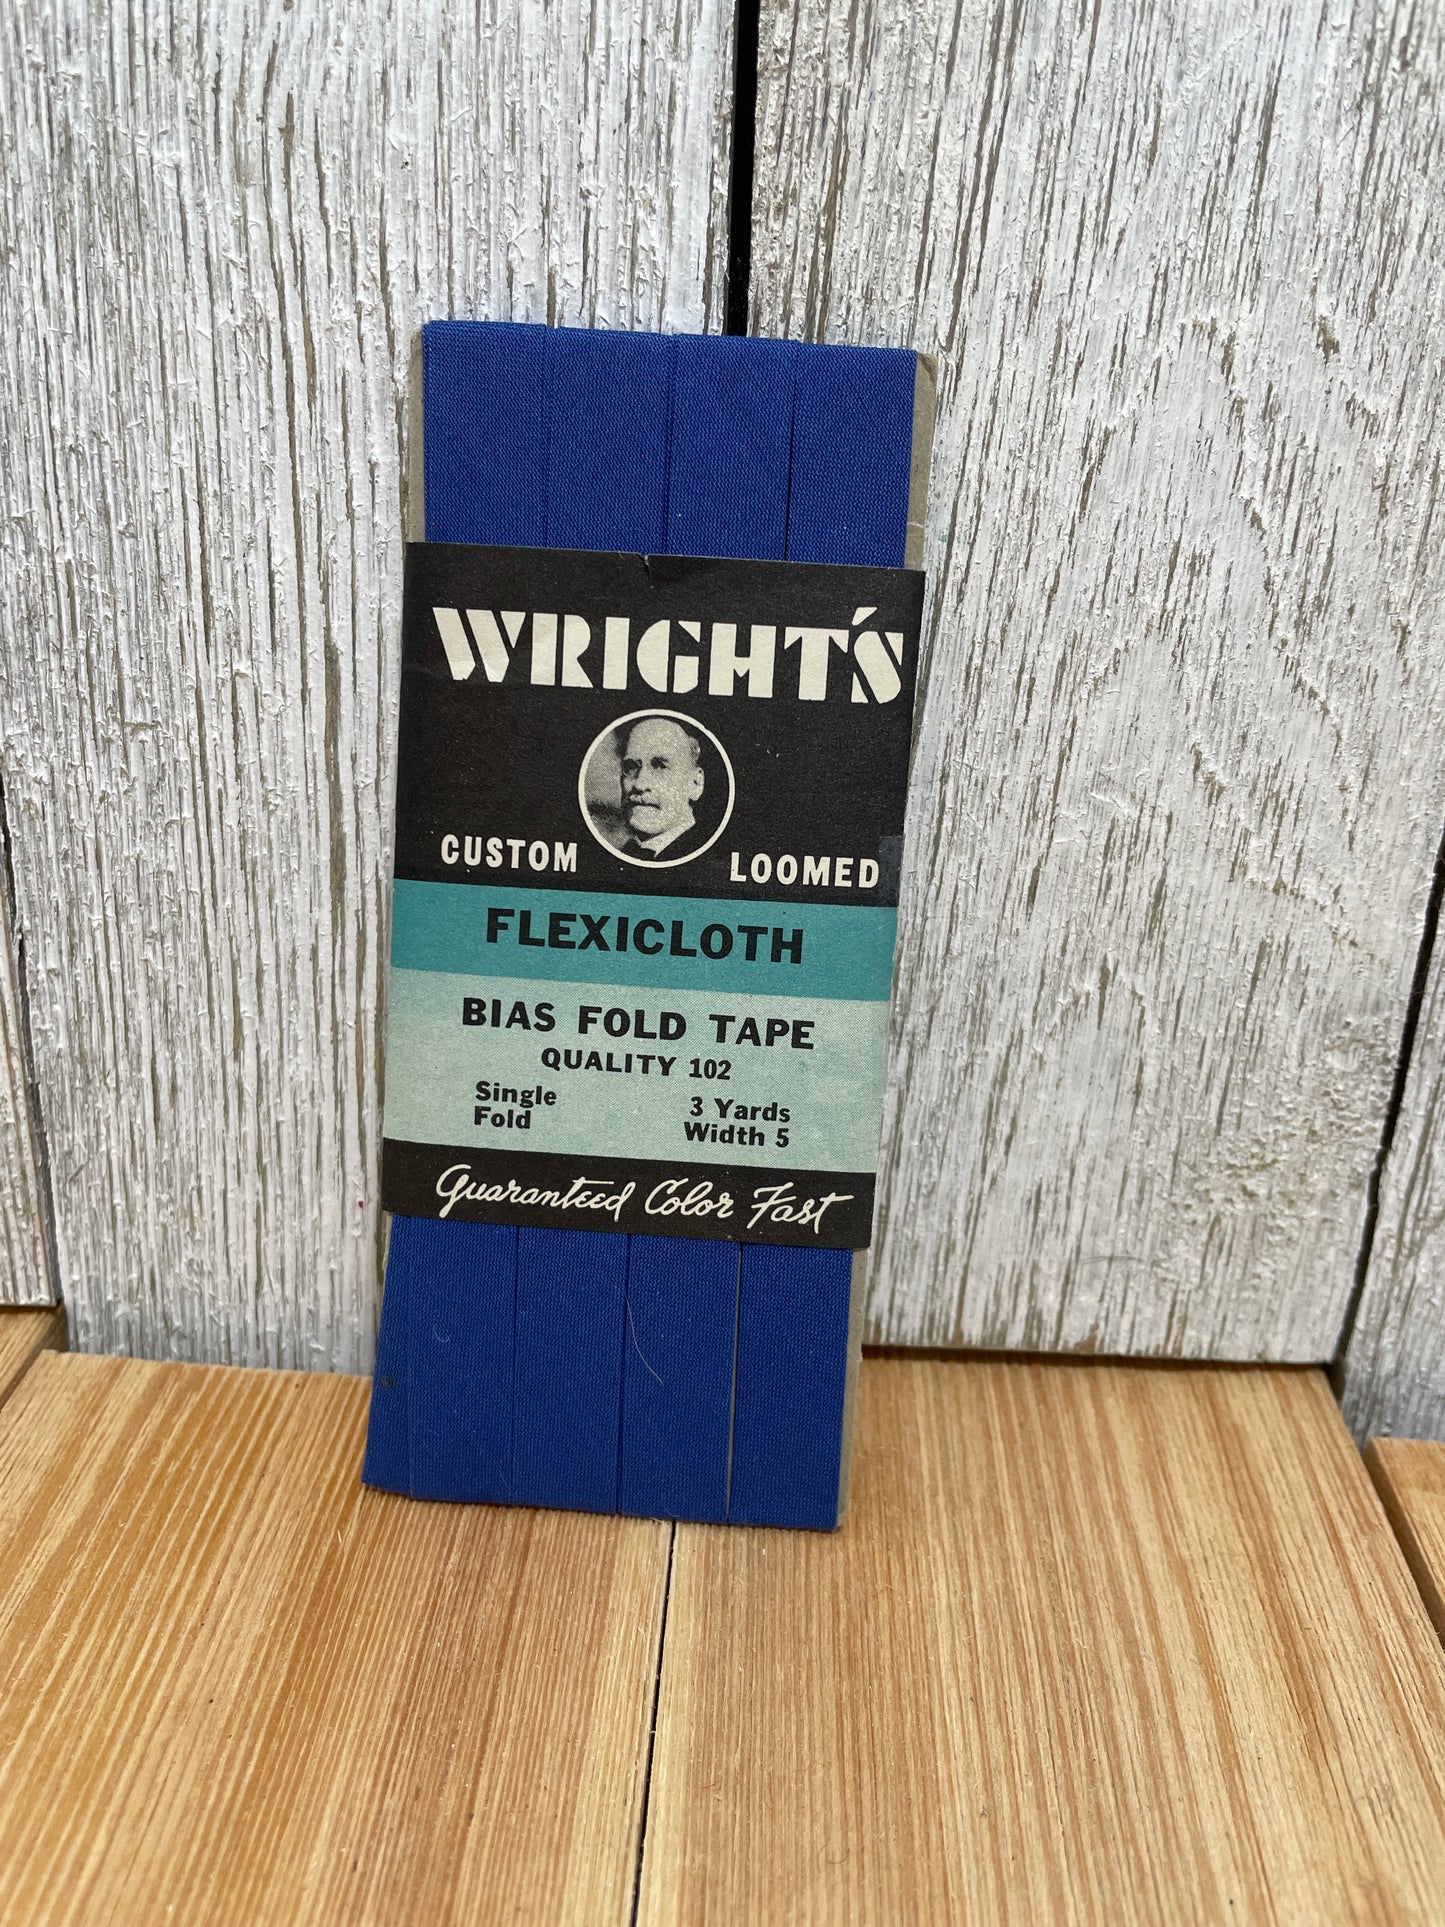 WRIGHT'S
CUSTOM LOOMED
FLEXICLOTH
BIAS FOLD TAPE
QUALITY 102
Single 3 Yards
Fold Width 5
Guaranteed Color Fast